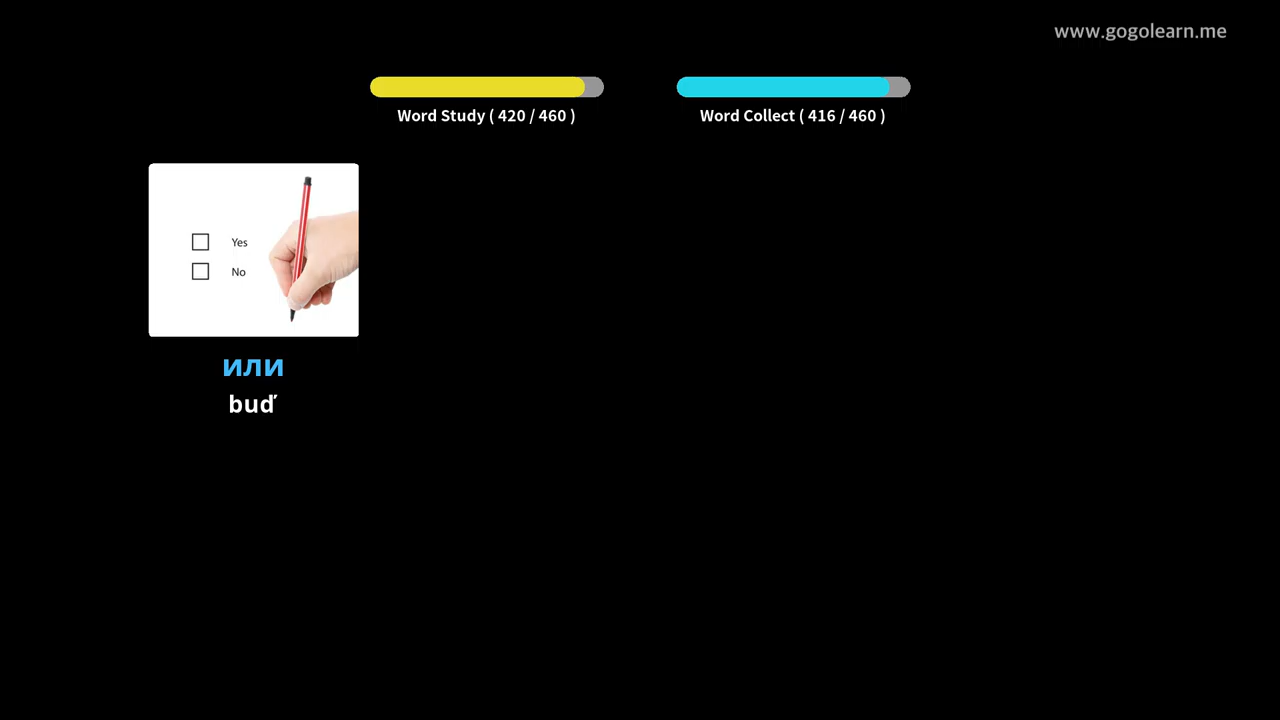 www.gogolearn.me
Word Study ( 420 / 460 )
Word Collect ( 416 / 460 )
Yes
No
или
buď